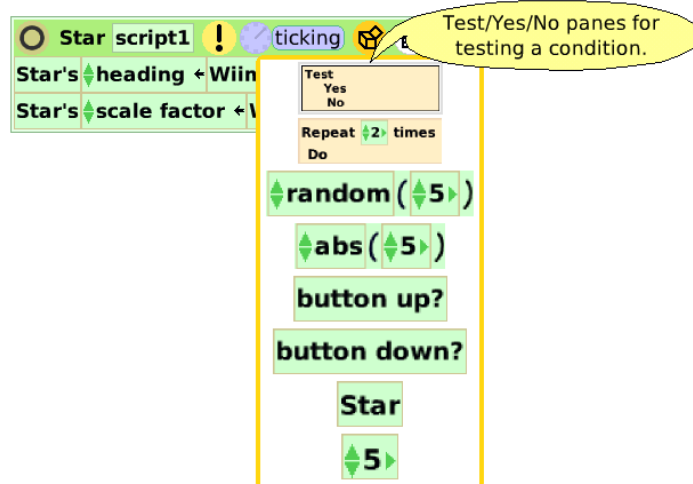 Test/Yes/No panes for
testing a condition.
Star script1 ! ticking
Star's heading ← Wiin
Star's scale factor ←
Test
Yes
No
Repeat 2 times
Do
random ( 5 )
abs ( 5 )
button up?
button down?
Star
5